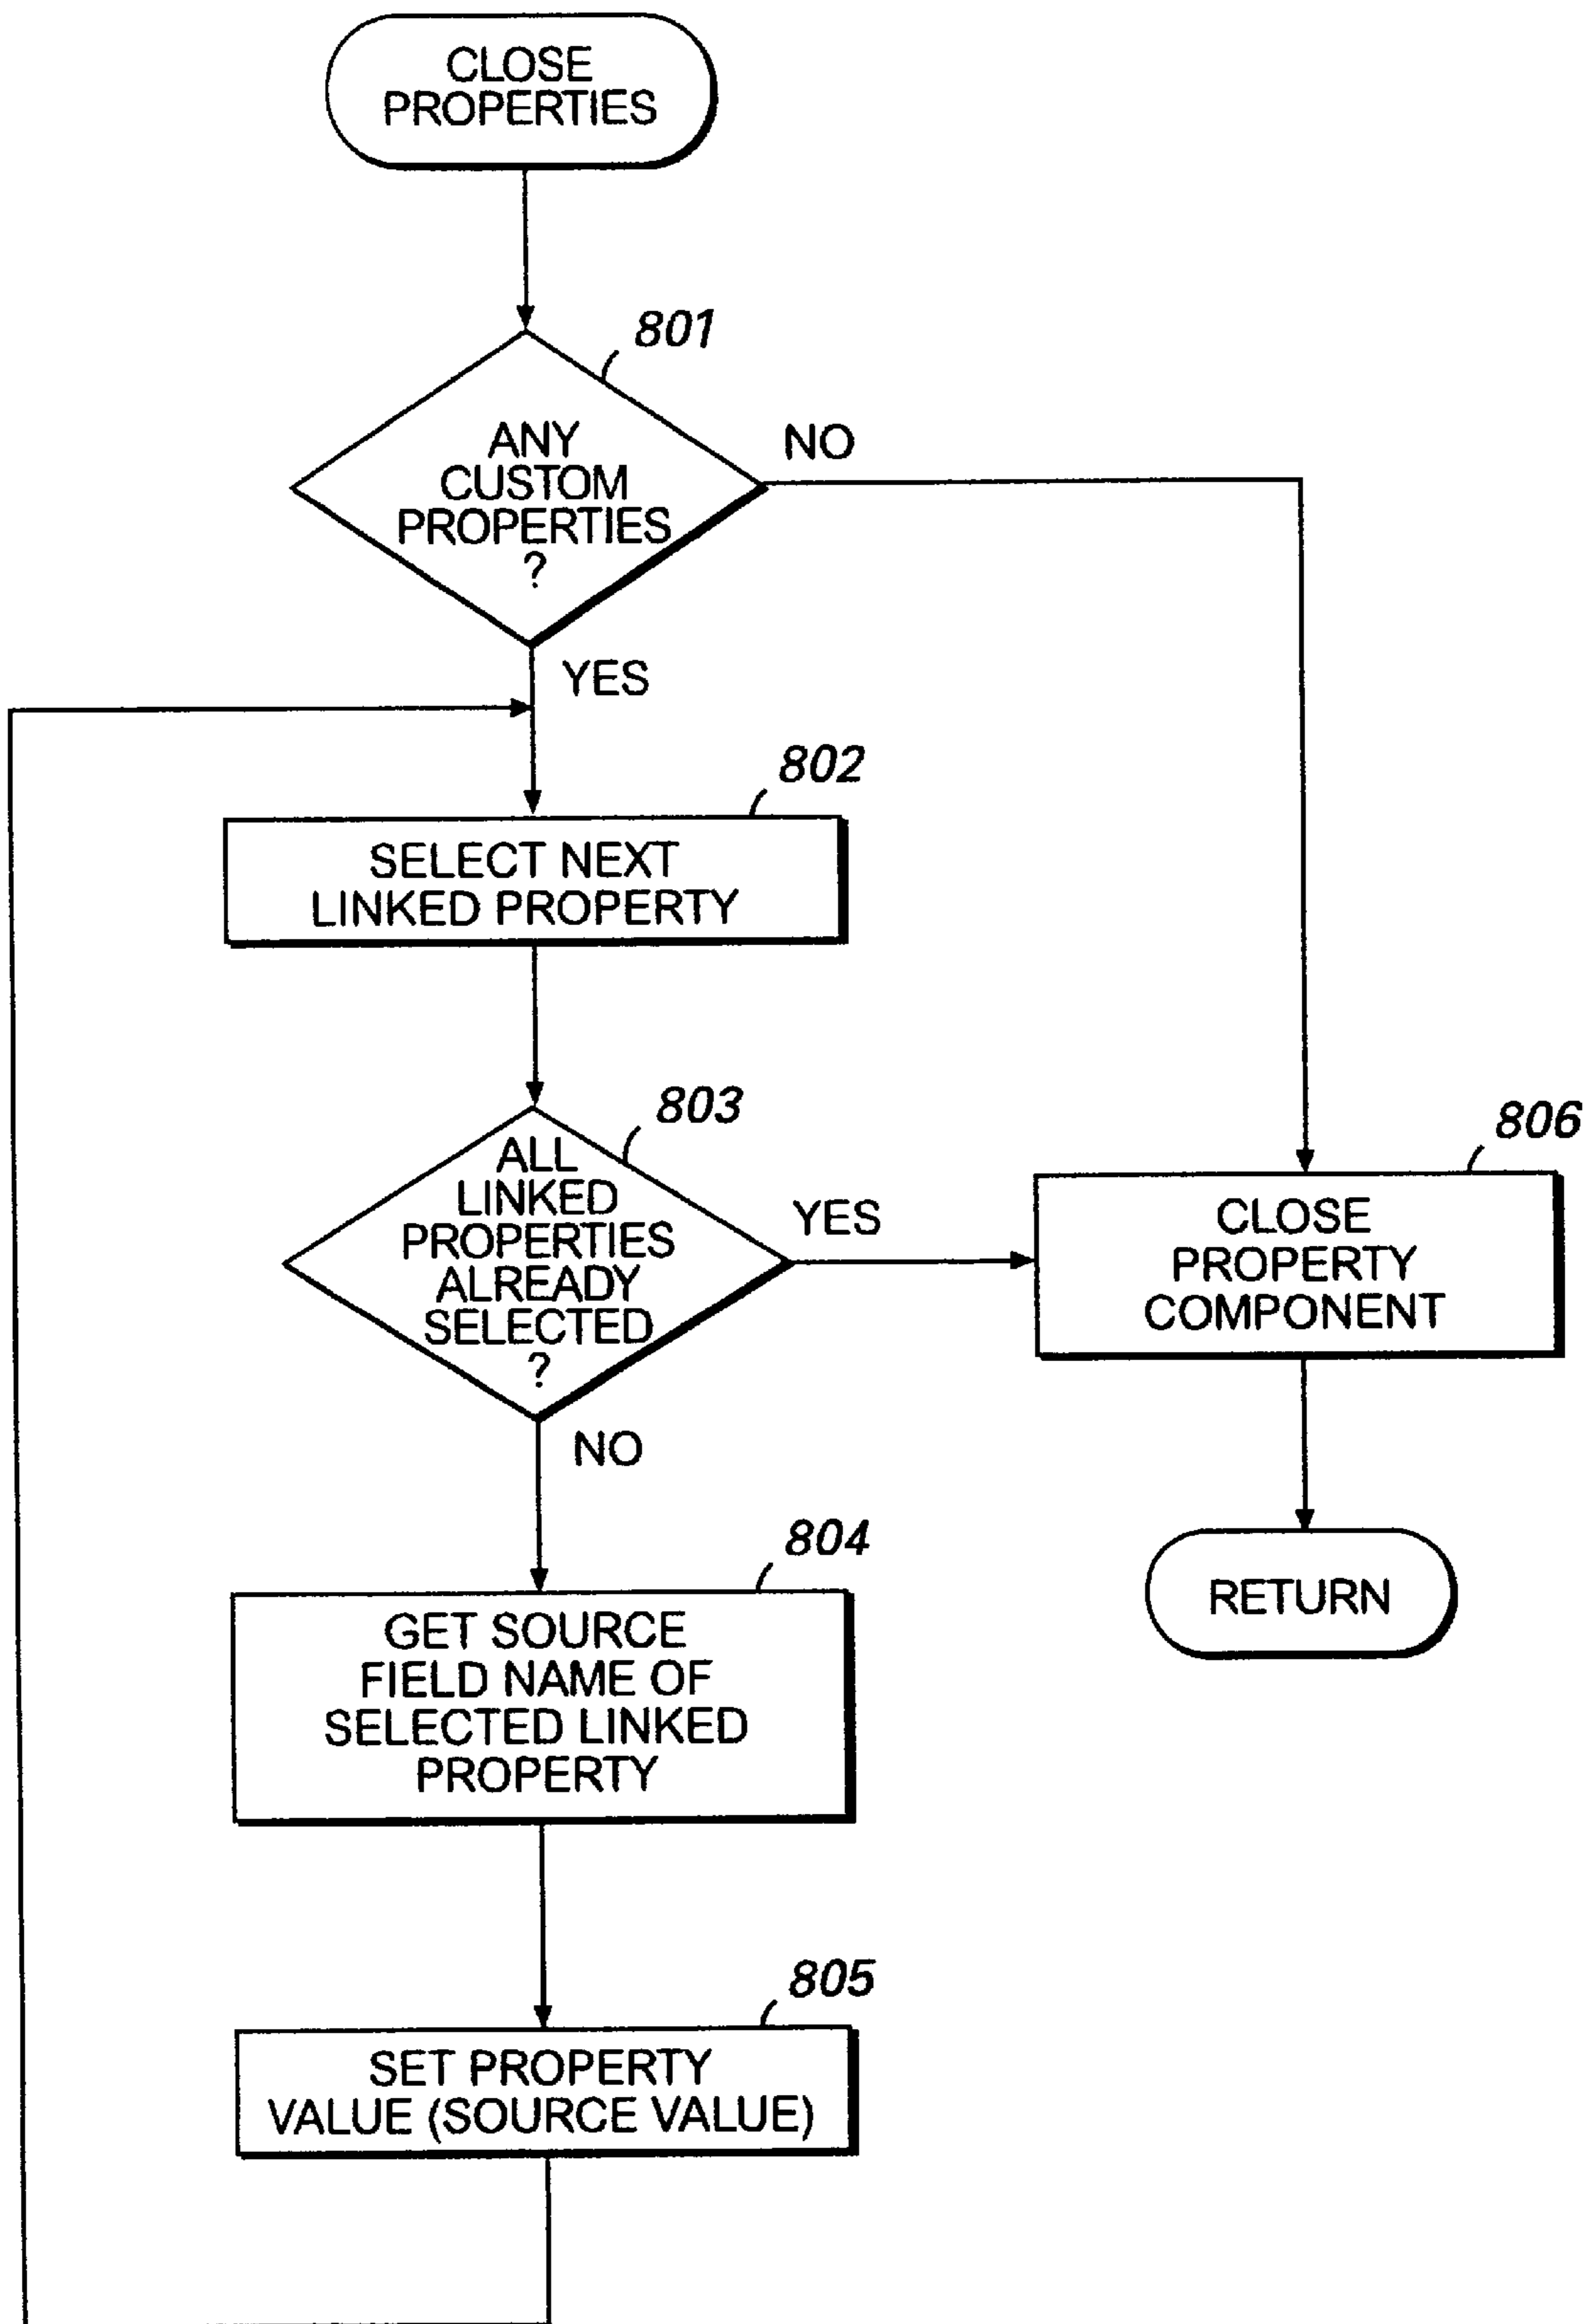 CLOSE
PROPERTIES
801
ANY
CUSTOM
PROPERTIES
?
NO
YES
802
SELECT NEXT
LINKED PROPERTY
803
ALL
LINKED
PROPERTIES
ALREADY
SELECTED
?
YES
NO
806
CLOSE
PROPERTY
COMPONENT
RETURN
804
GET SOURCE
FIELD NAME OF
SELECTED LINKED
PROPERTY
805
SET PROPERTY
VALUE (SOURCE VALUE)